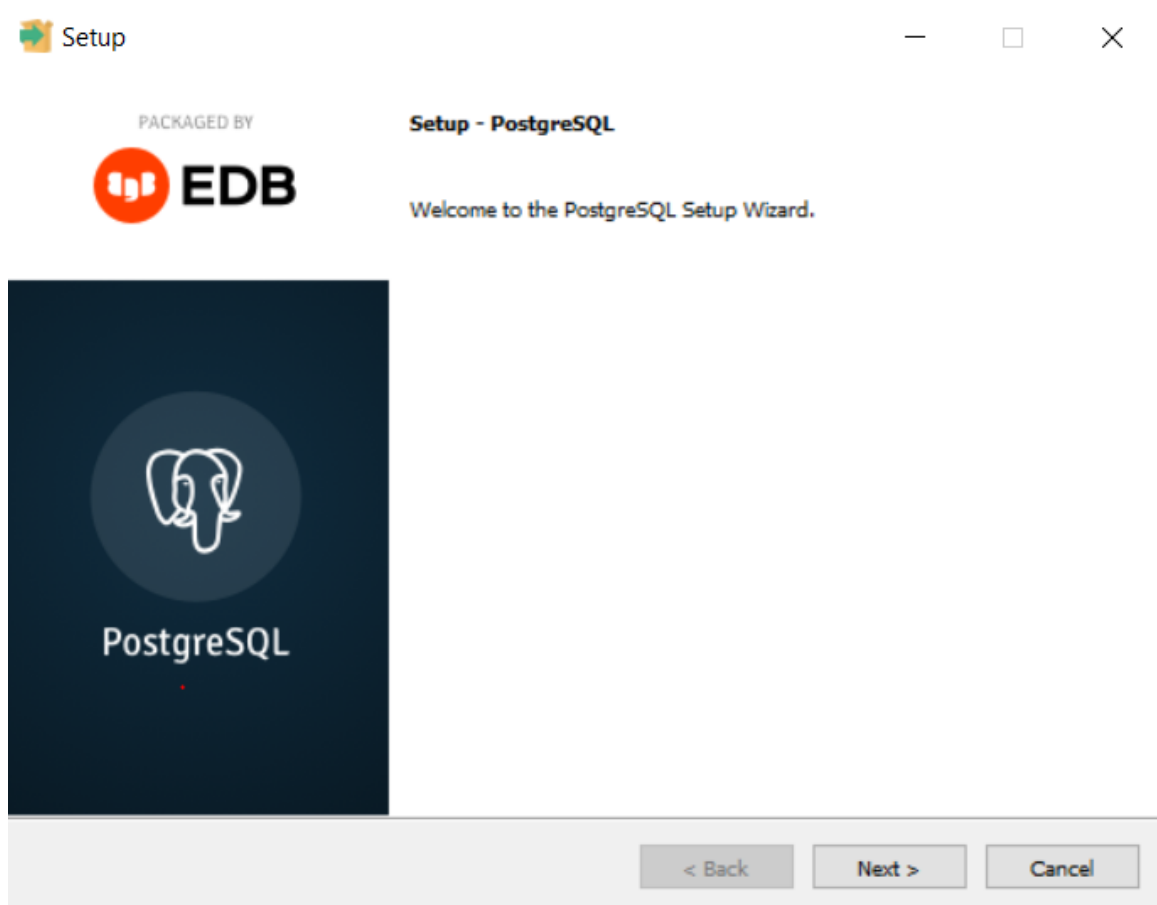 Setup
PACKAGED BY
EDB
Setup - PostgreSQL
Welcome to the PostgreSQL Setup Wizard.
PostgreSQL
< Back
Next >
Cancel